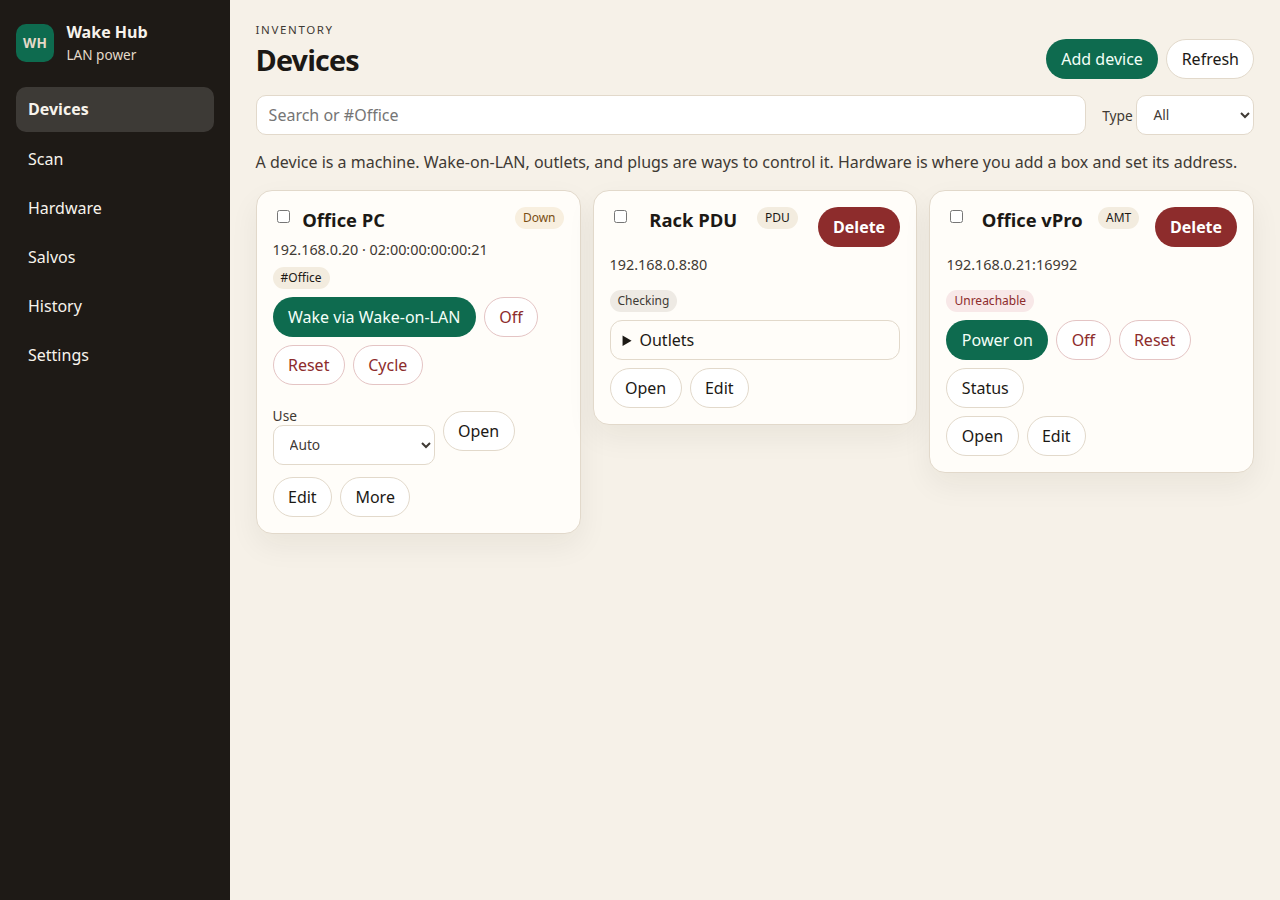 WH
Wake Hub
LAN power
Devices
Scan
Hardware
Salvos
History
Settings
INVENTORY
Devices
Add device
Refresh
Search or #Office
Type
All
A device is a machine. Wake-on-LAN, outlets, and plugs are ways to control it. Hardware is where you add a box and set its address.
Office PC
Down
192.168.0.20 · 02:00:00:00:00:21
#Office
Wake via Wake-on-LAN
Off
Reset
Cycle
Use
Auto
Open
Edit
More
Rack PDU
PDU
Delete
192.168.0.8:80
Checking
Outlets
Open
Edit
Office vPro
AMT
Delete
192.168.0.21:16992
Unreachable
Power on
Off
Reset
Status
Open
Edit